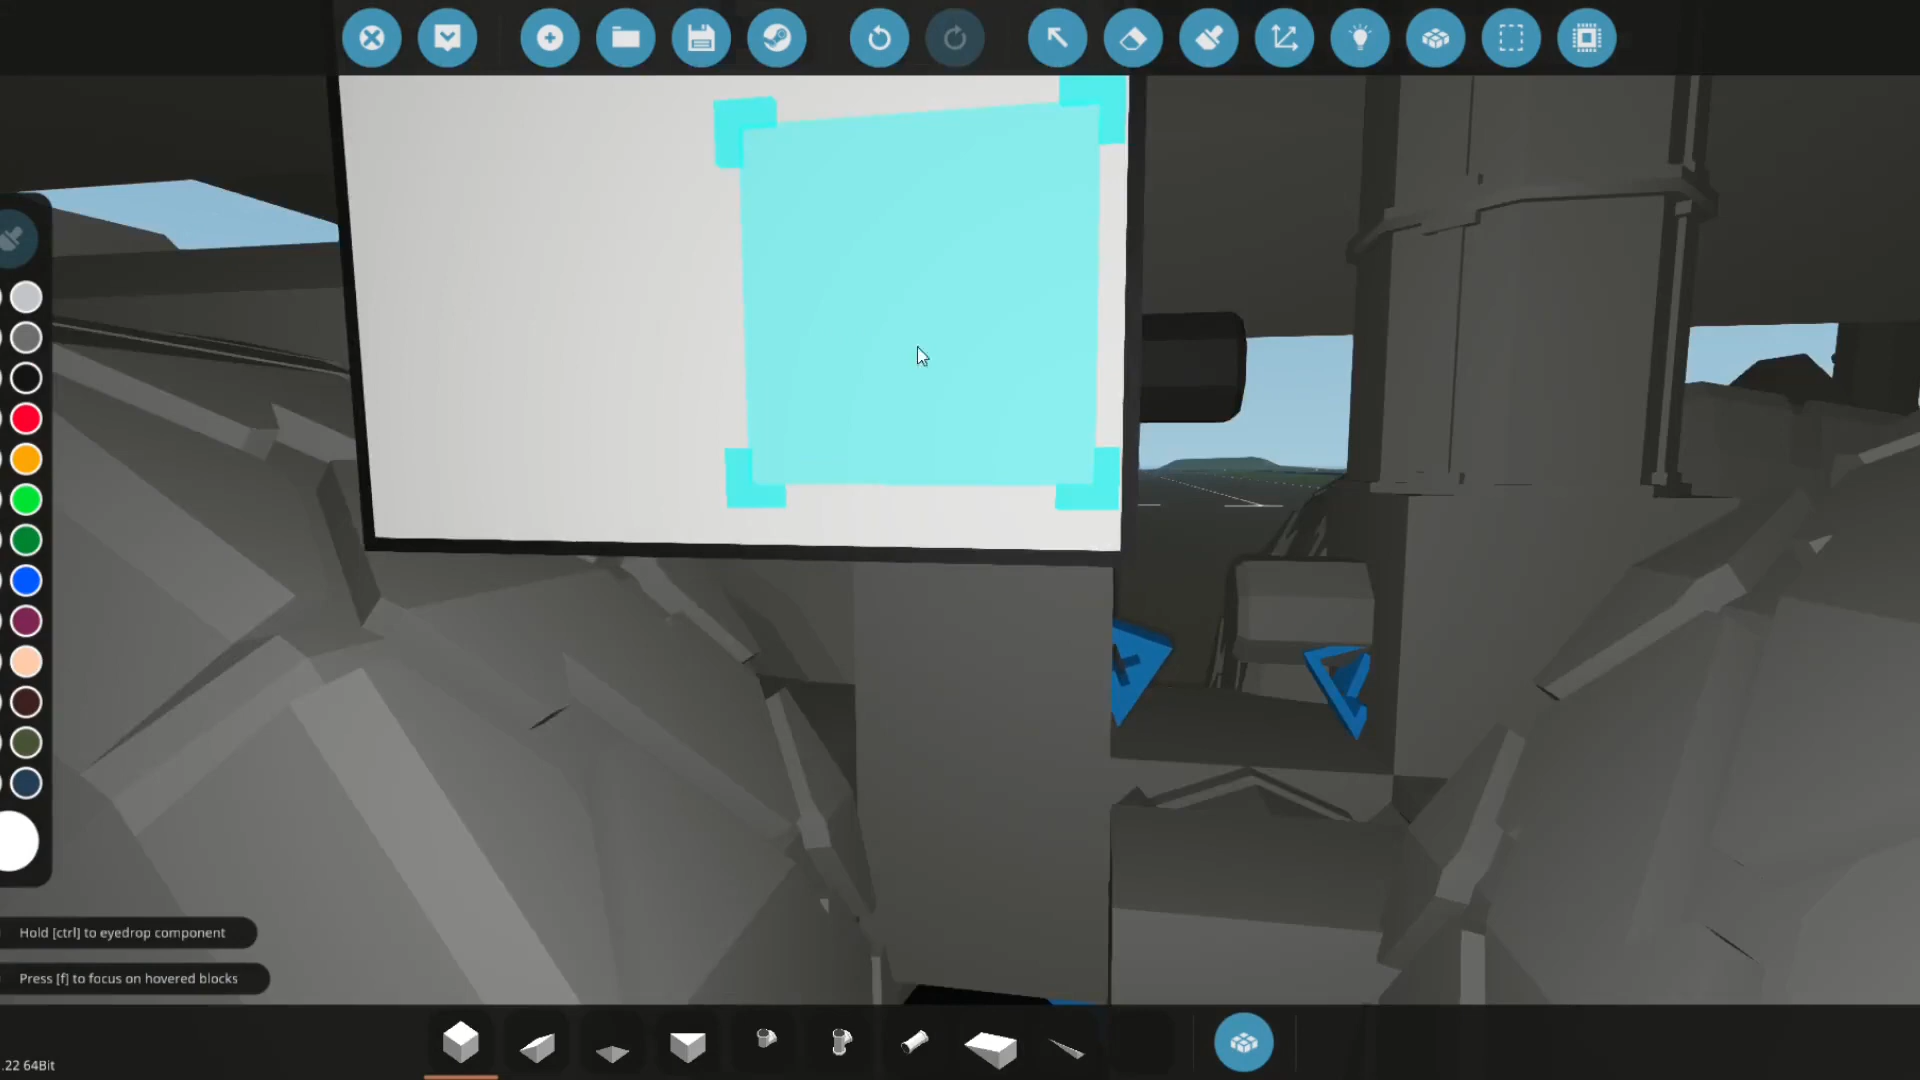 Hold [ctrl] to eyedrop component
Press [f] to focus on hovered blocks
.22 64Bit